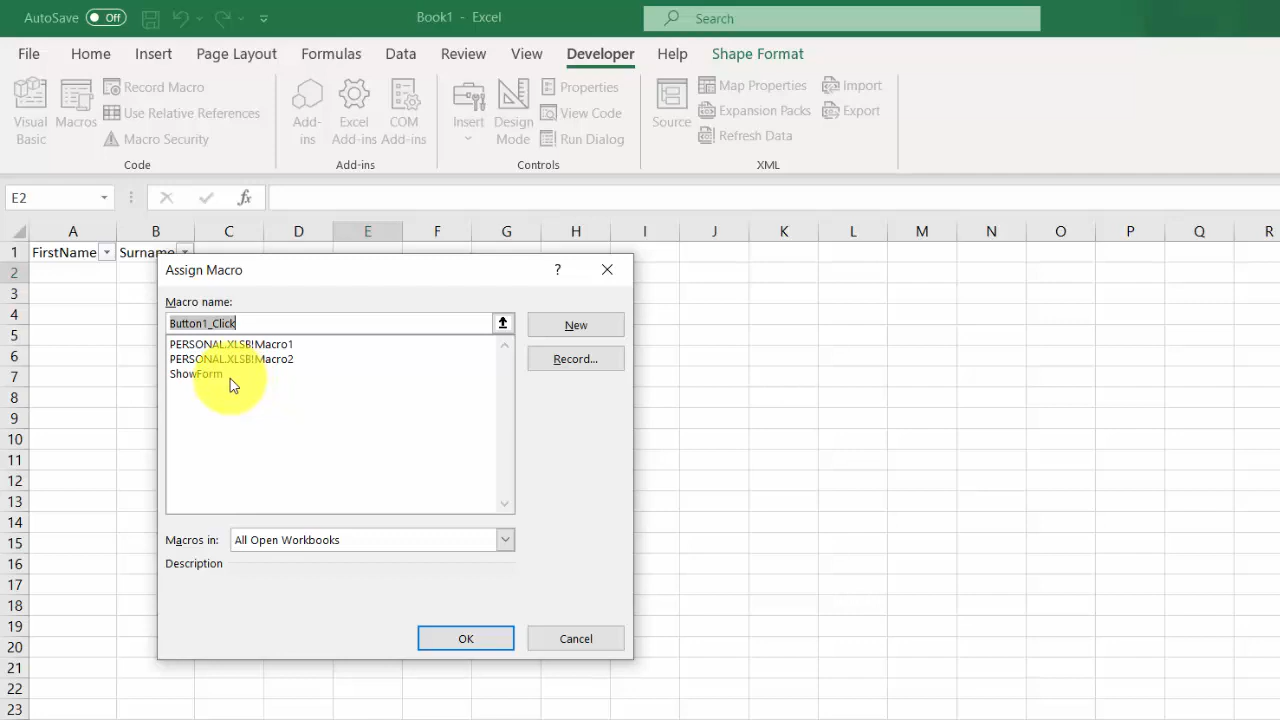 AutoSave Off Book1 - Excel Search
File Home Insert Page Layout Formulas Data Review View Developer Help Shape Format
Visual Basic
Macros
Record Macro
Use Relative References
Macro Security
Code
Add-ins
Excel Add-ins
COM Add-ins
Add-ins
Insert
Design Mode
Properties
View Code
Run Dialog
Controls
Source
Map Properties
Expansion Packs
Refresh Data
Import
Export
XML
E2 fx
A B C D E F G H I J K L M N O P Q R
1 FirstName Surname
2
3
4
5
6
7
8
9
10
11
12
13
14
15
16
17
18
19
20
21
22
23
Assign Macro ?
Macro name:
Button1_Click
PERSONAL.XLSB!Macro1
PERSONAL.XLSB!Macro2
ShowForm
New
Record...
Macros in: All Open Workbooks
Description
OK Cancel